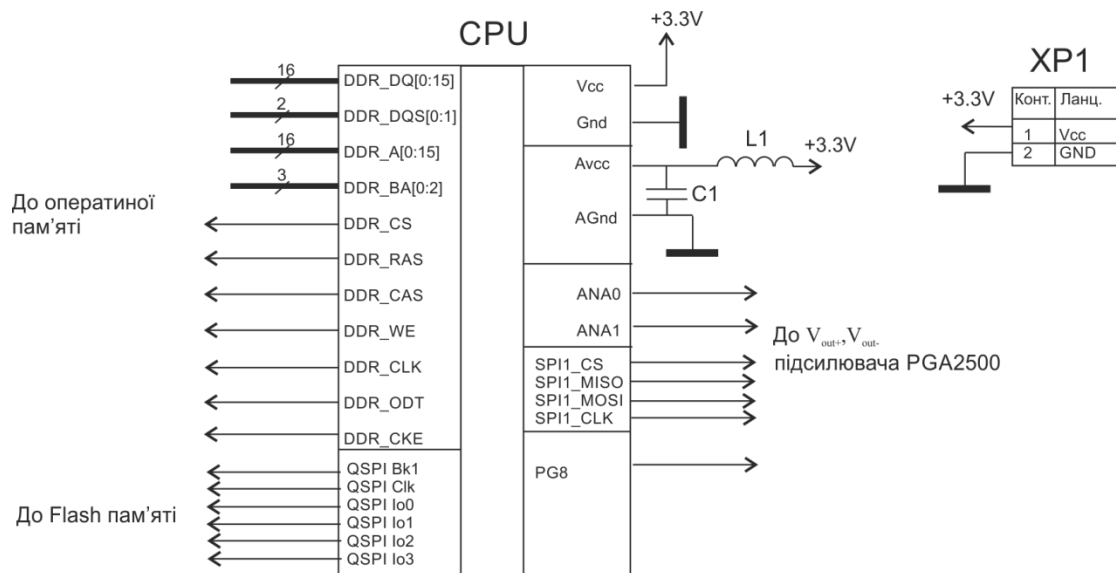 CPU
+3.3V
16
DDR_DQ[0:15]
2
DDR_DQS[0:1]
16
DDR_A[0:15]
3
DDR_BA[0:2]
До оператиної
пам’яті
DDR_CS
DDR_RAS
DDR_CAS
DDR_WE
DDR_CLK
DDR_ODT
DDR_CKE
До Flash пам’яті
QSPI Bk1
QSPI Clk
QSPI Io0
QSPI Io1
QSPI Io2
QSPI Io3
Vcc
Gnd
Avcc
L1
+3.3V
C1
AGnd
ANA0
ANA1
До Vout+,Vout-
підсилювача PGA2500
SPI1_CS
SPI1_MISO
SPI1_MOSI
SPI1_CLK
PG8
XP1
+3.3V
Конт. Ланц.
1 Vcc
2 GND